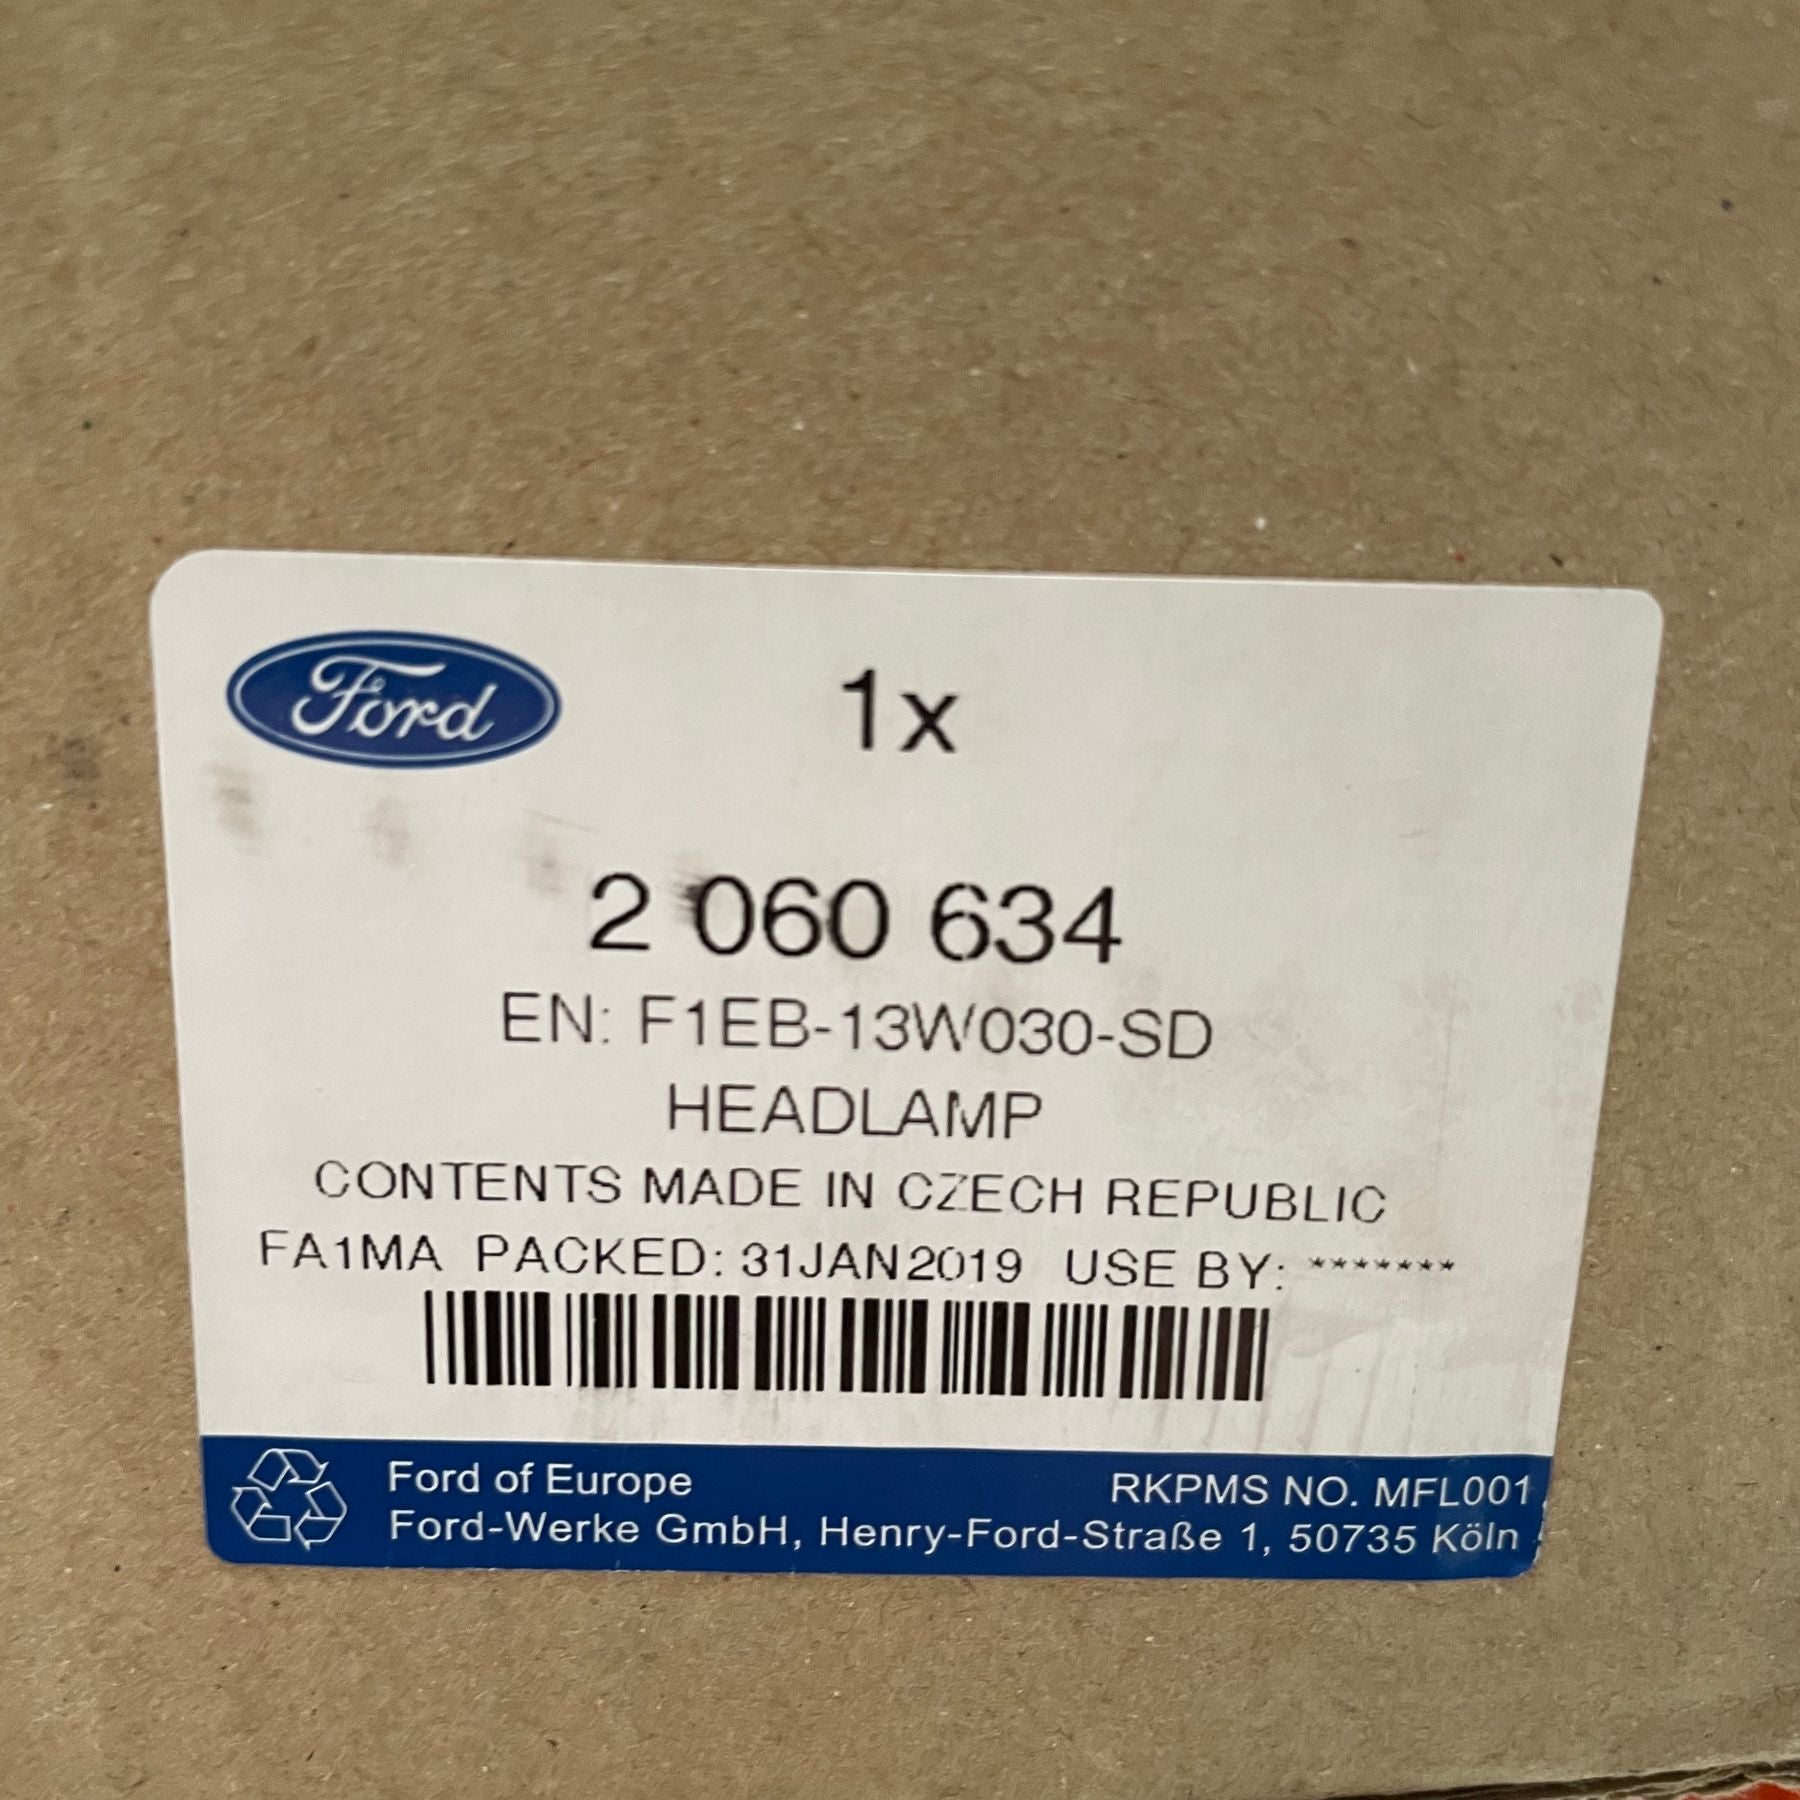 Ford
1x
2 060 634
EN: F1EB-13W030-SD
HEADLAMP
CONTENTS MADE IN CZECH REPUBLIC
FA1MA PACKED: 31JAN2019 USE BY: *******
Ford of Europe RKPMS NO. MFL001
Ford-Werke GmbH, Henry-Ford-Straße 1, 50735 Köln